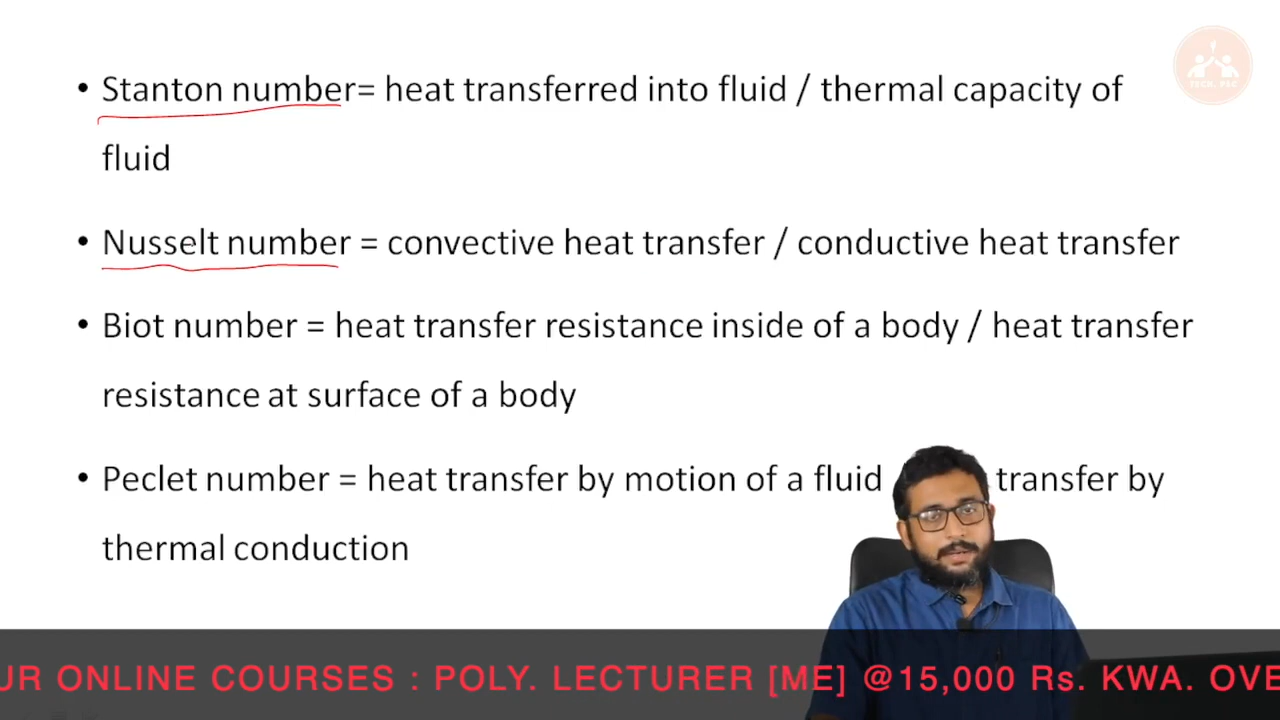 • Stanton number= heat transferred into fluid / thermal capacity of
fluid
• Nusselt number = convective heat transfer / conductive heat transfer
• Biot number = heat transfer resistance inside of a body / heat transfer
resistance at surface of a body
• Peclet number = heat transfer by motion of a fluid transfer by
thermal conduction
UR ONLINE COURSES : POLY. LECTURER [ME] @15,000 Rs. KWA. OVE
TECH. PSC